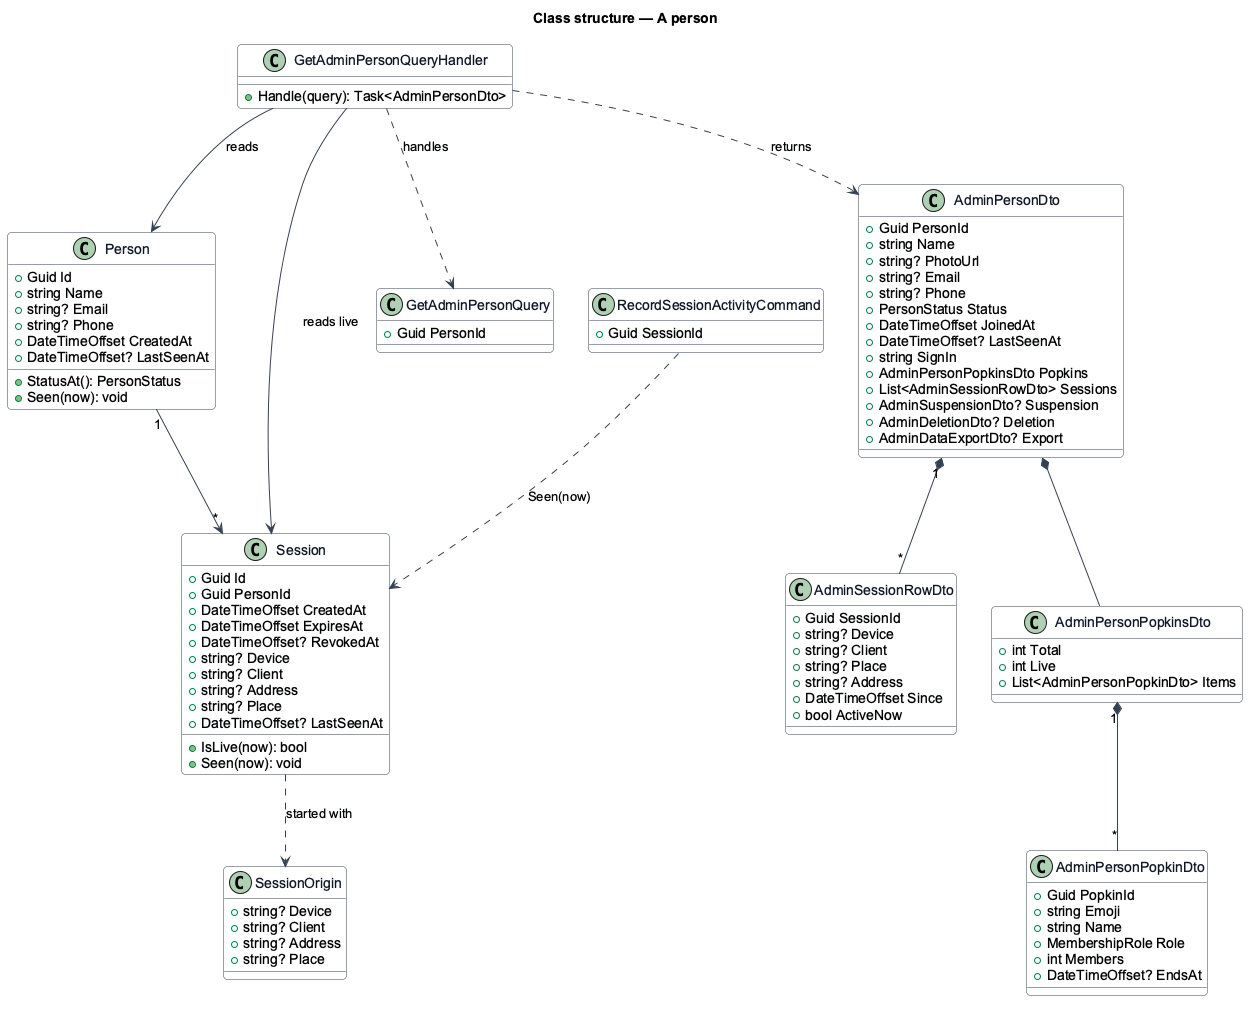 Class structure — A person
C GetAdminPersonQueryHandler
Handle(query): Task<AdminPersonDto>
reads
handles
returns
reads live
C Person
Guid Id
string Name
string? Email
string? Phone
DateTimeOffset CreatedAt
DateTimeOffset? LastSeenAt
StatusAt(): PersonStatus
Seen(now): void
C GetAdminPersonQuery
Guid PersonId
C RecordSessionActivityCommand
Guid SessionId
C AdminPersonDto
Guid PersonId
string Name
string? PhotoUrl
string? Email
string? Phone
PersonStatus Status
DateTimeOffset JoinedAt
DateTimeOffset? LastSeenAt
string SignIn
AdminPersonPopkinsDto Popkins
List<AdminSessionRowDto> Sessions
AdminSuspensionDto? Suspension
AdminDeletionDto? Deletion
AdminDataExportDto? Export
1
*
Seen(now)
1
*
C Session
Guid Id
Guid PersonId
DateTimeOffset CreatedAt
DateTimeOffset ExpiresAt
DateTimeOffset? RevokedAt
string? Device
string? Client
string? Address
string? Place
DateTimeOffset? LastSeenAt
IsLive(now): bool
Seen(now): void
C AdminSessionRowDto
Guid SessionId
string? Device
string? Client
string? Place
string? Address
DateTimeOffset Since
bool ActiveNow
C AdminPersonPopkinsDto
int Total
int Live
List<AdminPersonPopkinDto> Items
1
*
started with
C SessionOrigin
string? Device
string? Client
string? Address
string? Place
C AdminPersonPopkinDto
Guid PopkinId
string Emoji
string Name
MembershipRole Role
int Members
DateTimeOffset? EndsAt